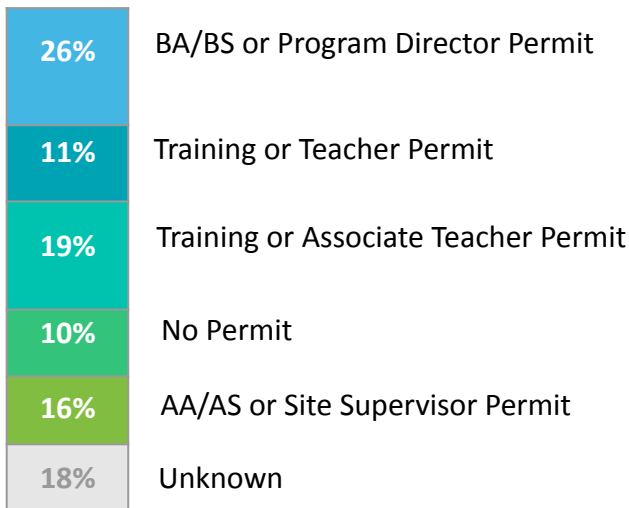 26% BA/BS or Program Director Permit
11% Training or Teacher Permit
19% Training or Associate Teacher Permit
10% No Permit
16% AA/AS or Site Supervisor Permit
18% Unknown